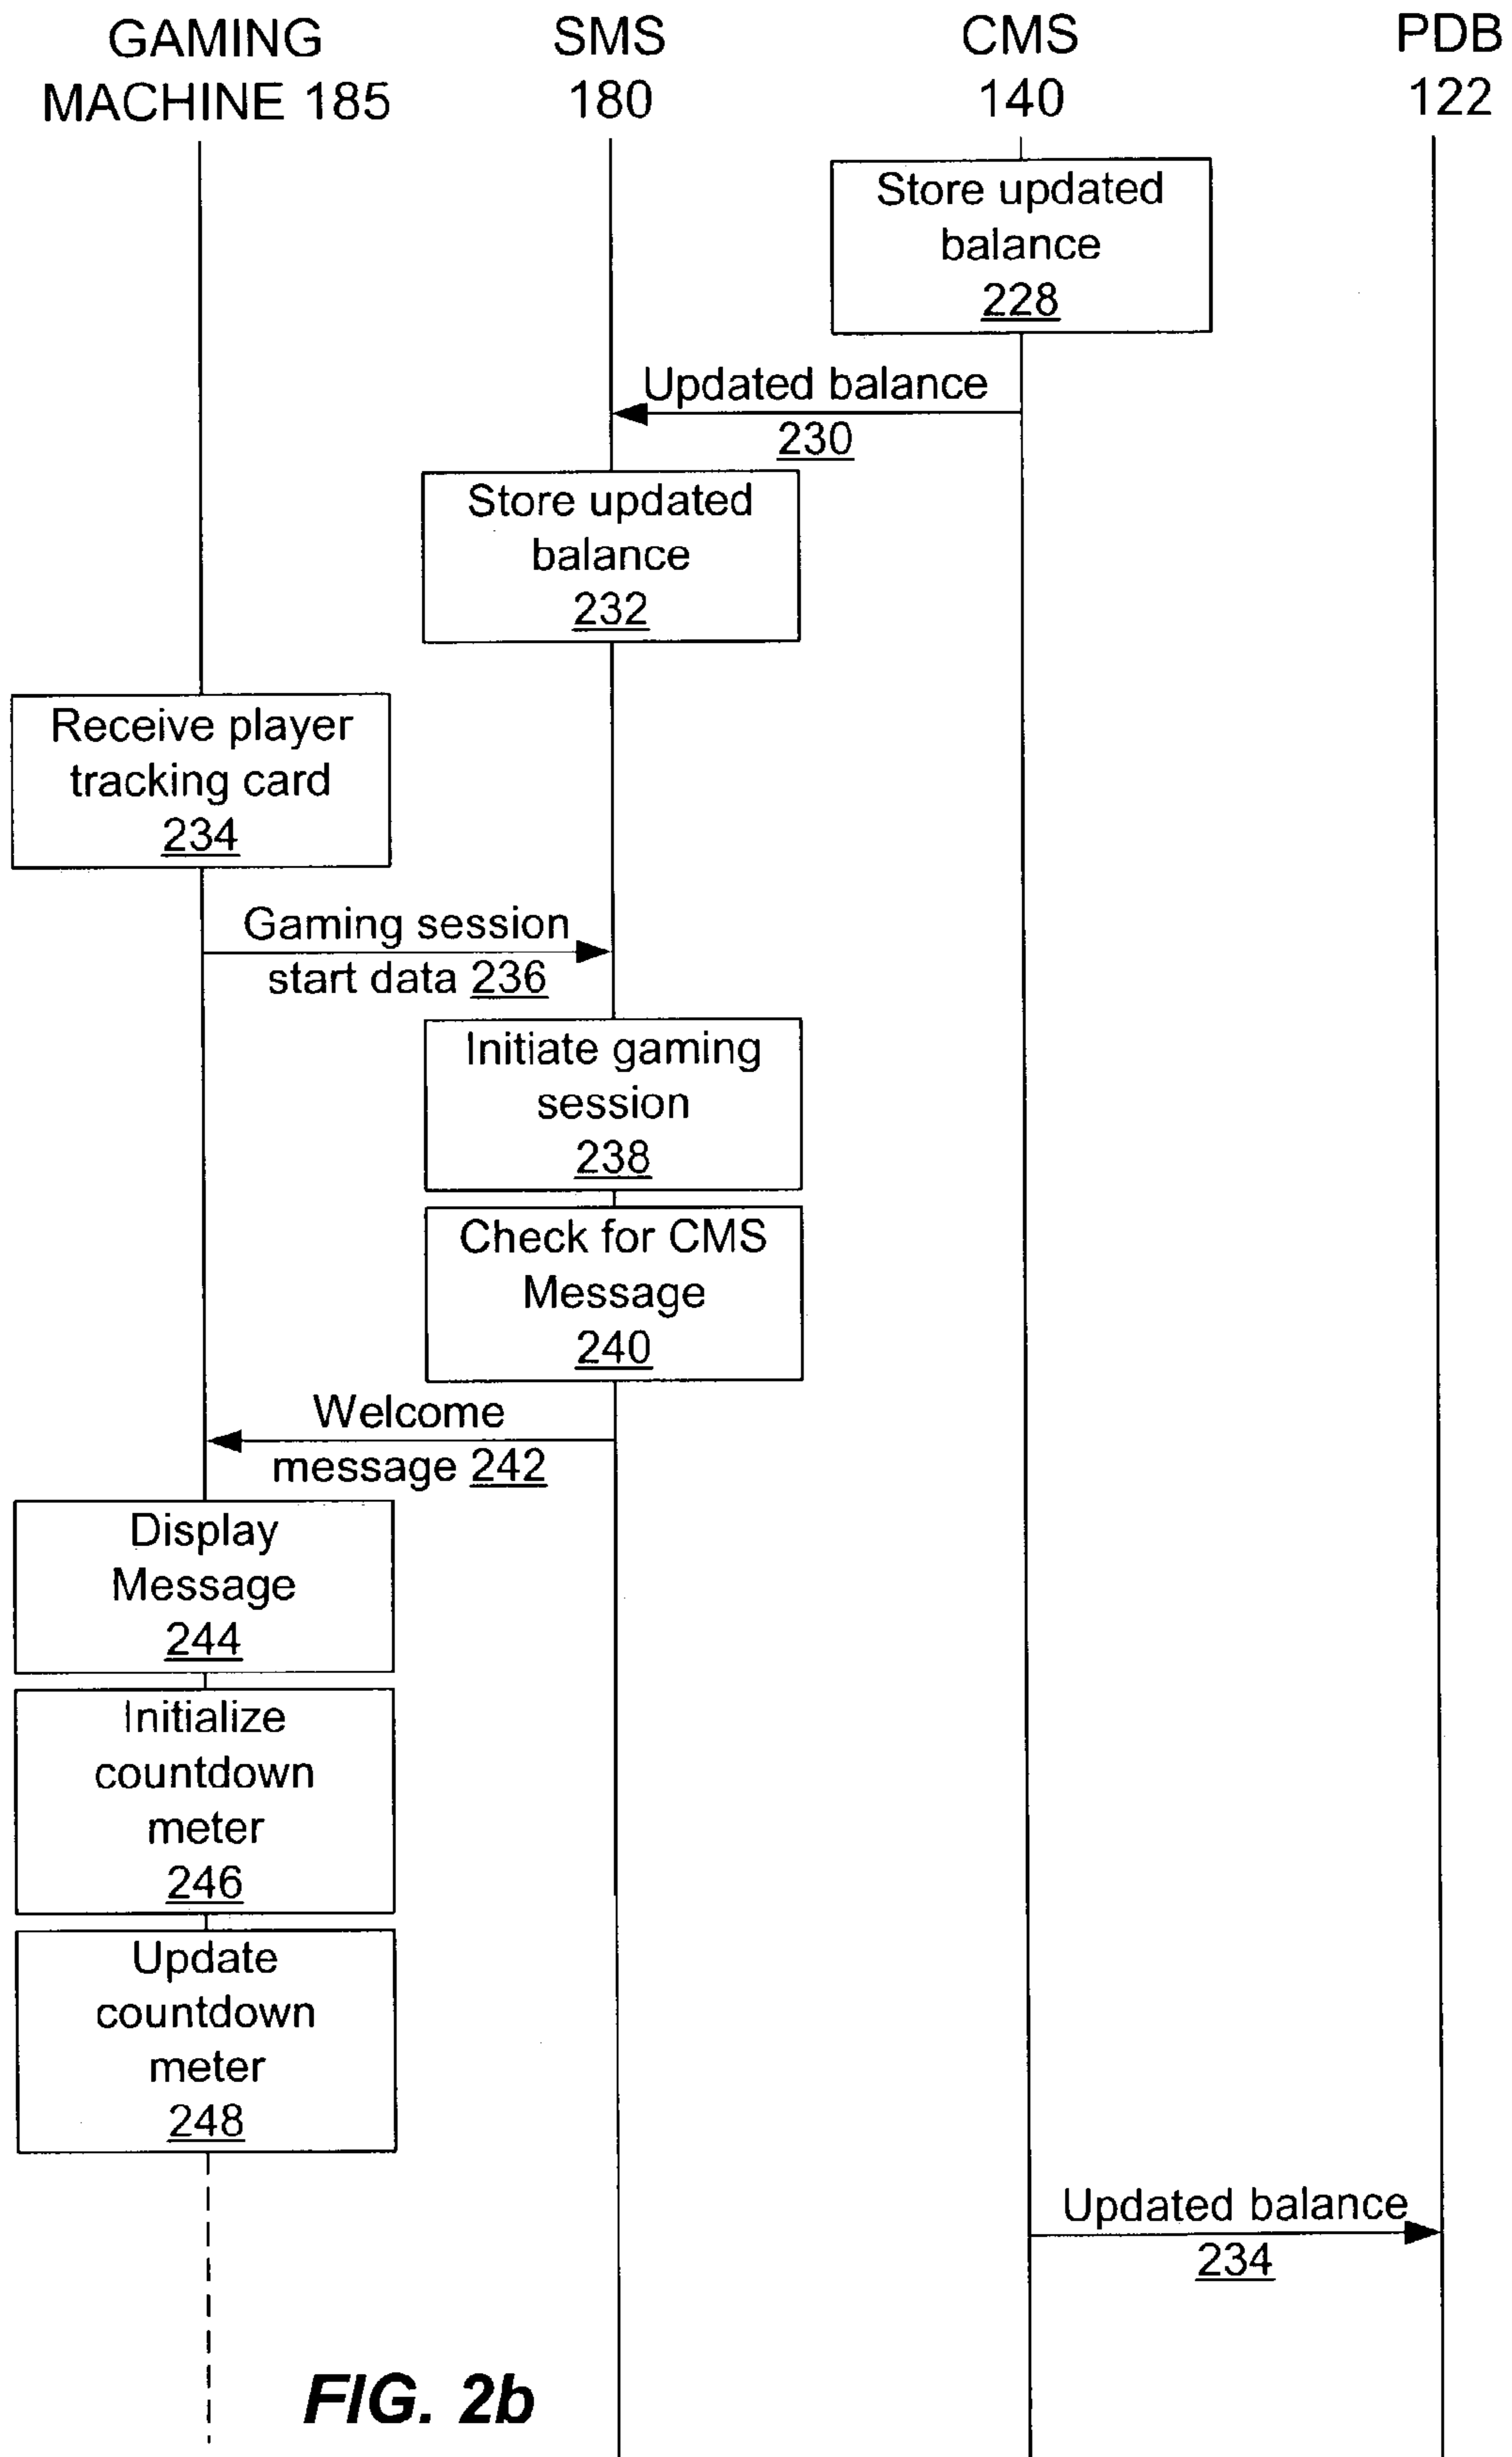 GAMING
MACHINE 185
SMS
180
CMS
140
PDB
122
Store updated
balance
228
Updated balance
230
Store updated
balance
232
Receive player
tracking card
234
Gaming session
start data 236
Initiate gaming
session
238
Check for CMS
Message
240
Welcome
message 242
Display
Message
244
Initialize
countdown
meter
246
Update
countdown
meter
248
Updated balance
234
FIG. 2b